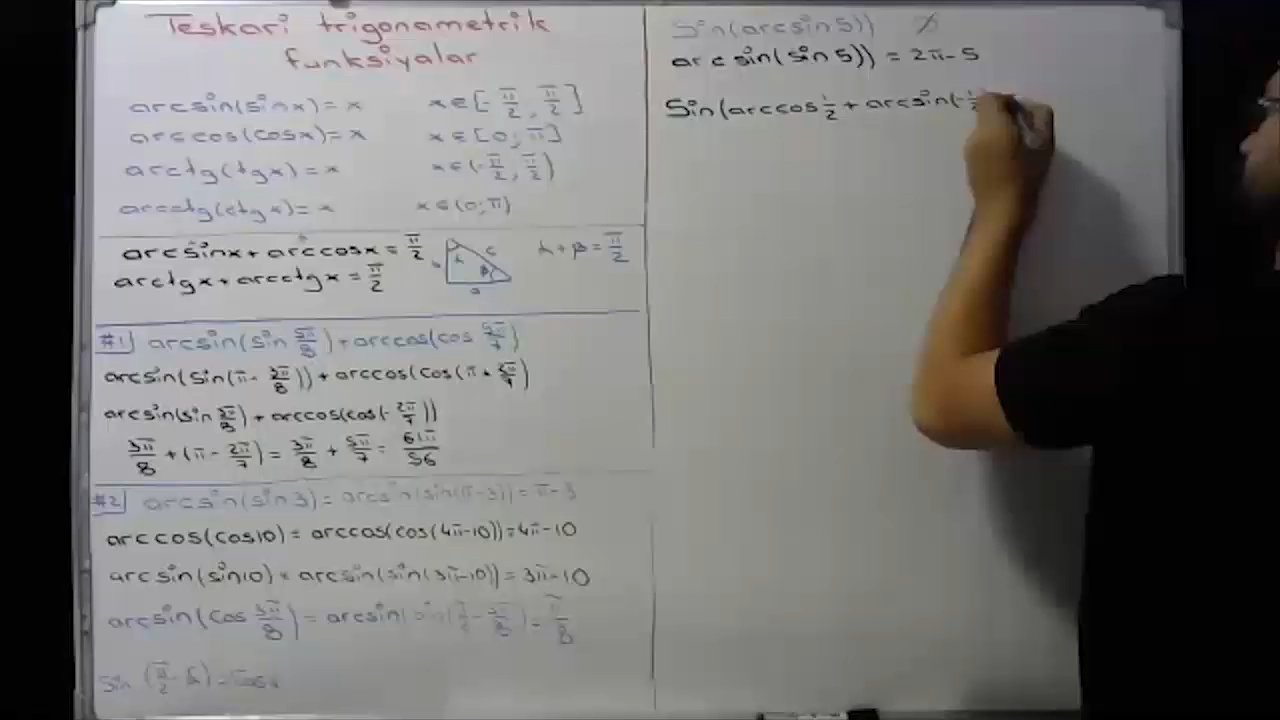 Teskari trigonometrik
funksiyalar
arcsin(sinx)=x x∈[-π/2, π/2]
arccos(cosx)=x x∈[0;π]
arctg(tgx)=x x∈(-π/2, π/2)
arcctg(ctgx)=x x∈(0;π)
arcsinx+arccosx=π/2
arctgx+arcctgx=π/2
c
α
β
a
α+β=π/2
#1 arcsin(sin 5π/8)+arccos(cos 9π/7)
arcsin(sin(π-3π/8))+arccos(cos(π+2π/7)
arcsin(sin 3π/8)+arccos(cos(-2π/7))
3π/8+(π-2π/7)=3π/8+5π/7=61π/56
#2 arcsin(sin3)=arcsin(sin(π-3))=π-3
arccos(cos10)=arccos(cos(4π-10))=4π-10
arcsin(sin10)=arcsin(sin(3π-10))=3π-10
arcsin(cos 3π/8)=arcsin(sin(π/2-3π/8)=π/8
sin(π/2-α)=cosα
Sin(arcsin5)) ∅
arcsin(sin5))=2π-5
Sin(arccos 1/2+arcsin(-1/2